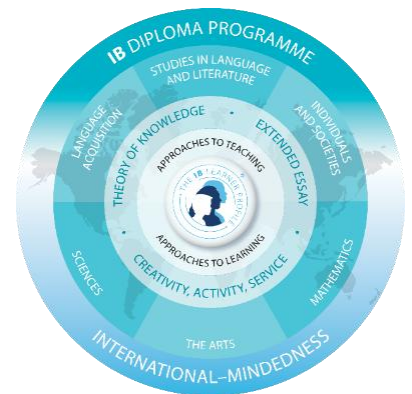 IB DIPLOMA PROGRAMME
STUDIES IN LANGUAGE
AND LITERATURE
LANGUAGE
ACQUISITION
INDIVIDUALS
AND SOCIETIES
THEORY OF KNOWLEDGE
EXTENDED ESSAY
APPROACHES TO TEACHING
THE IB LEARNER PROFILE
APPROACHES TO LEARNING
CREATIVITY, ACTIVITY, SERVICE
SCIENCES
MATHEMATICS
THE ARTS
INTERNATIONAL–MINDEDNESS